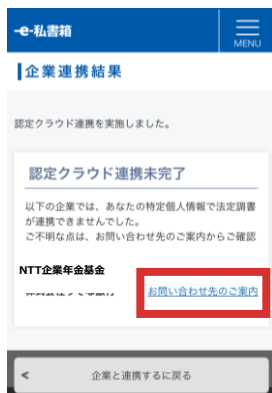 -e-私書箱
MENU
企業連携結果
認定クラウド連携を実施しました。
認定クラウド連携未完了
以下の企業では、あなたの特定個人情報で法定調書
が連携できませんでした。
ご不明な点は、お問い合わせ先のご案内からご確認
NTT企業年金基金
お問い合わせ先のご案内
< 企業と連携するに戻る